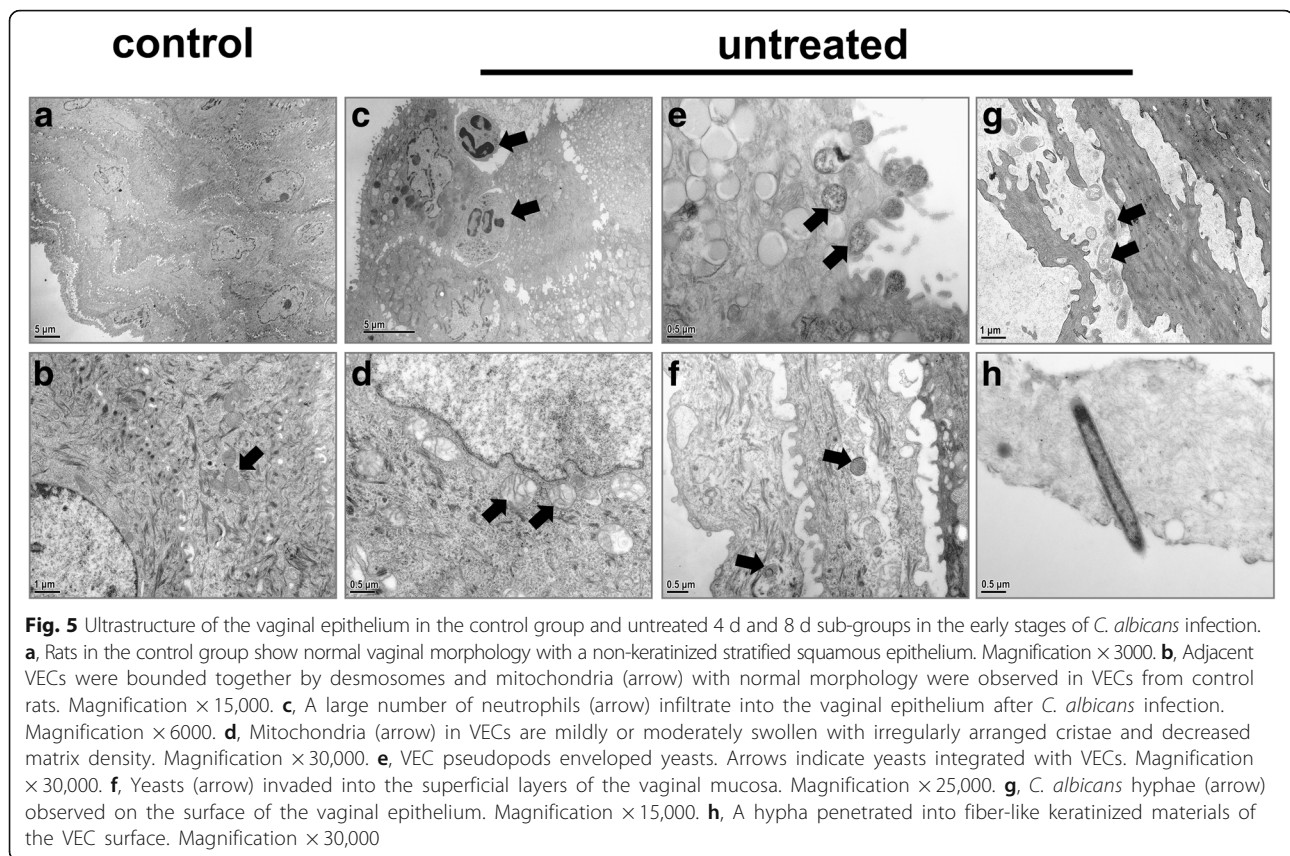 control
untreated
a
c
e
g
5 µm
5 µm
0.5 µm
1 µm
b
d
f
h
1 µm
0.5 µm
0.5 µm
0.5 µm
Fig. 5 Ultrastructure of the vaginal epithelium in the control group and untreated 4 d and 8 d sub-groups in the early stages of C. albicans infection.
a, Rats in the control group show normal vaginal morphology with a non-keratinized stratified squamous epithelium. Magnification × 3000. b, Adjacent
VECs were bounded together by desmosomes and mitochondria (arrow) with normal morphology were observed in VECs from control
rats. Magnification × 15,000. c, A large number of neutrophils (arrow) infiltrate into the vaginal epithelium after C. albicans infection.
Magnification × 6000. d, Mitochondria (arrow) in VECs are mildly or moderately swollen with irregularly arranged cristae and decreased
matrix density. Magnification × 30,000. e, VEC pseudopods enveloped yeasts. Arrows indicate yeasts integrated with VECs. Magnification
× 30,000. f, Yeasts (arrow) invaded into the superficial layers of the vaginal mucosa. Magnification × 25,000. g, C. albicans hyphae (arrow)
observed on the surface of the vaginal epithelium. Magnification × 15,000. h, A hypha penetrated into fiber-like keratinized materials of
the VEC surface. Magnification × 30,000